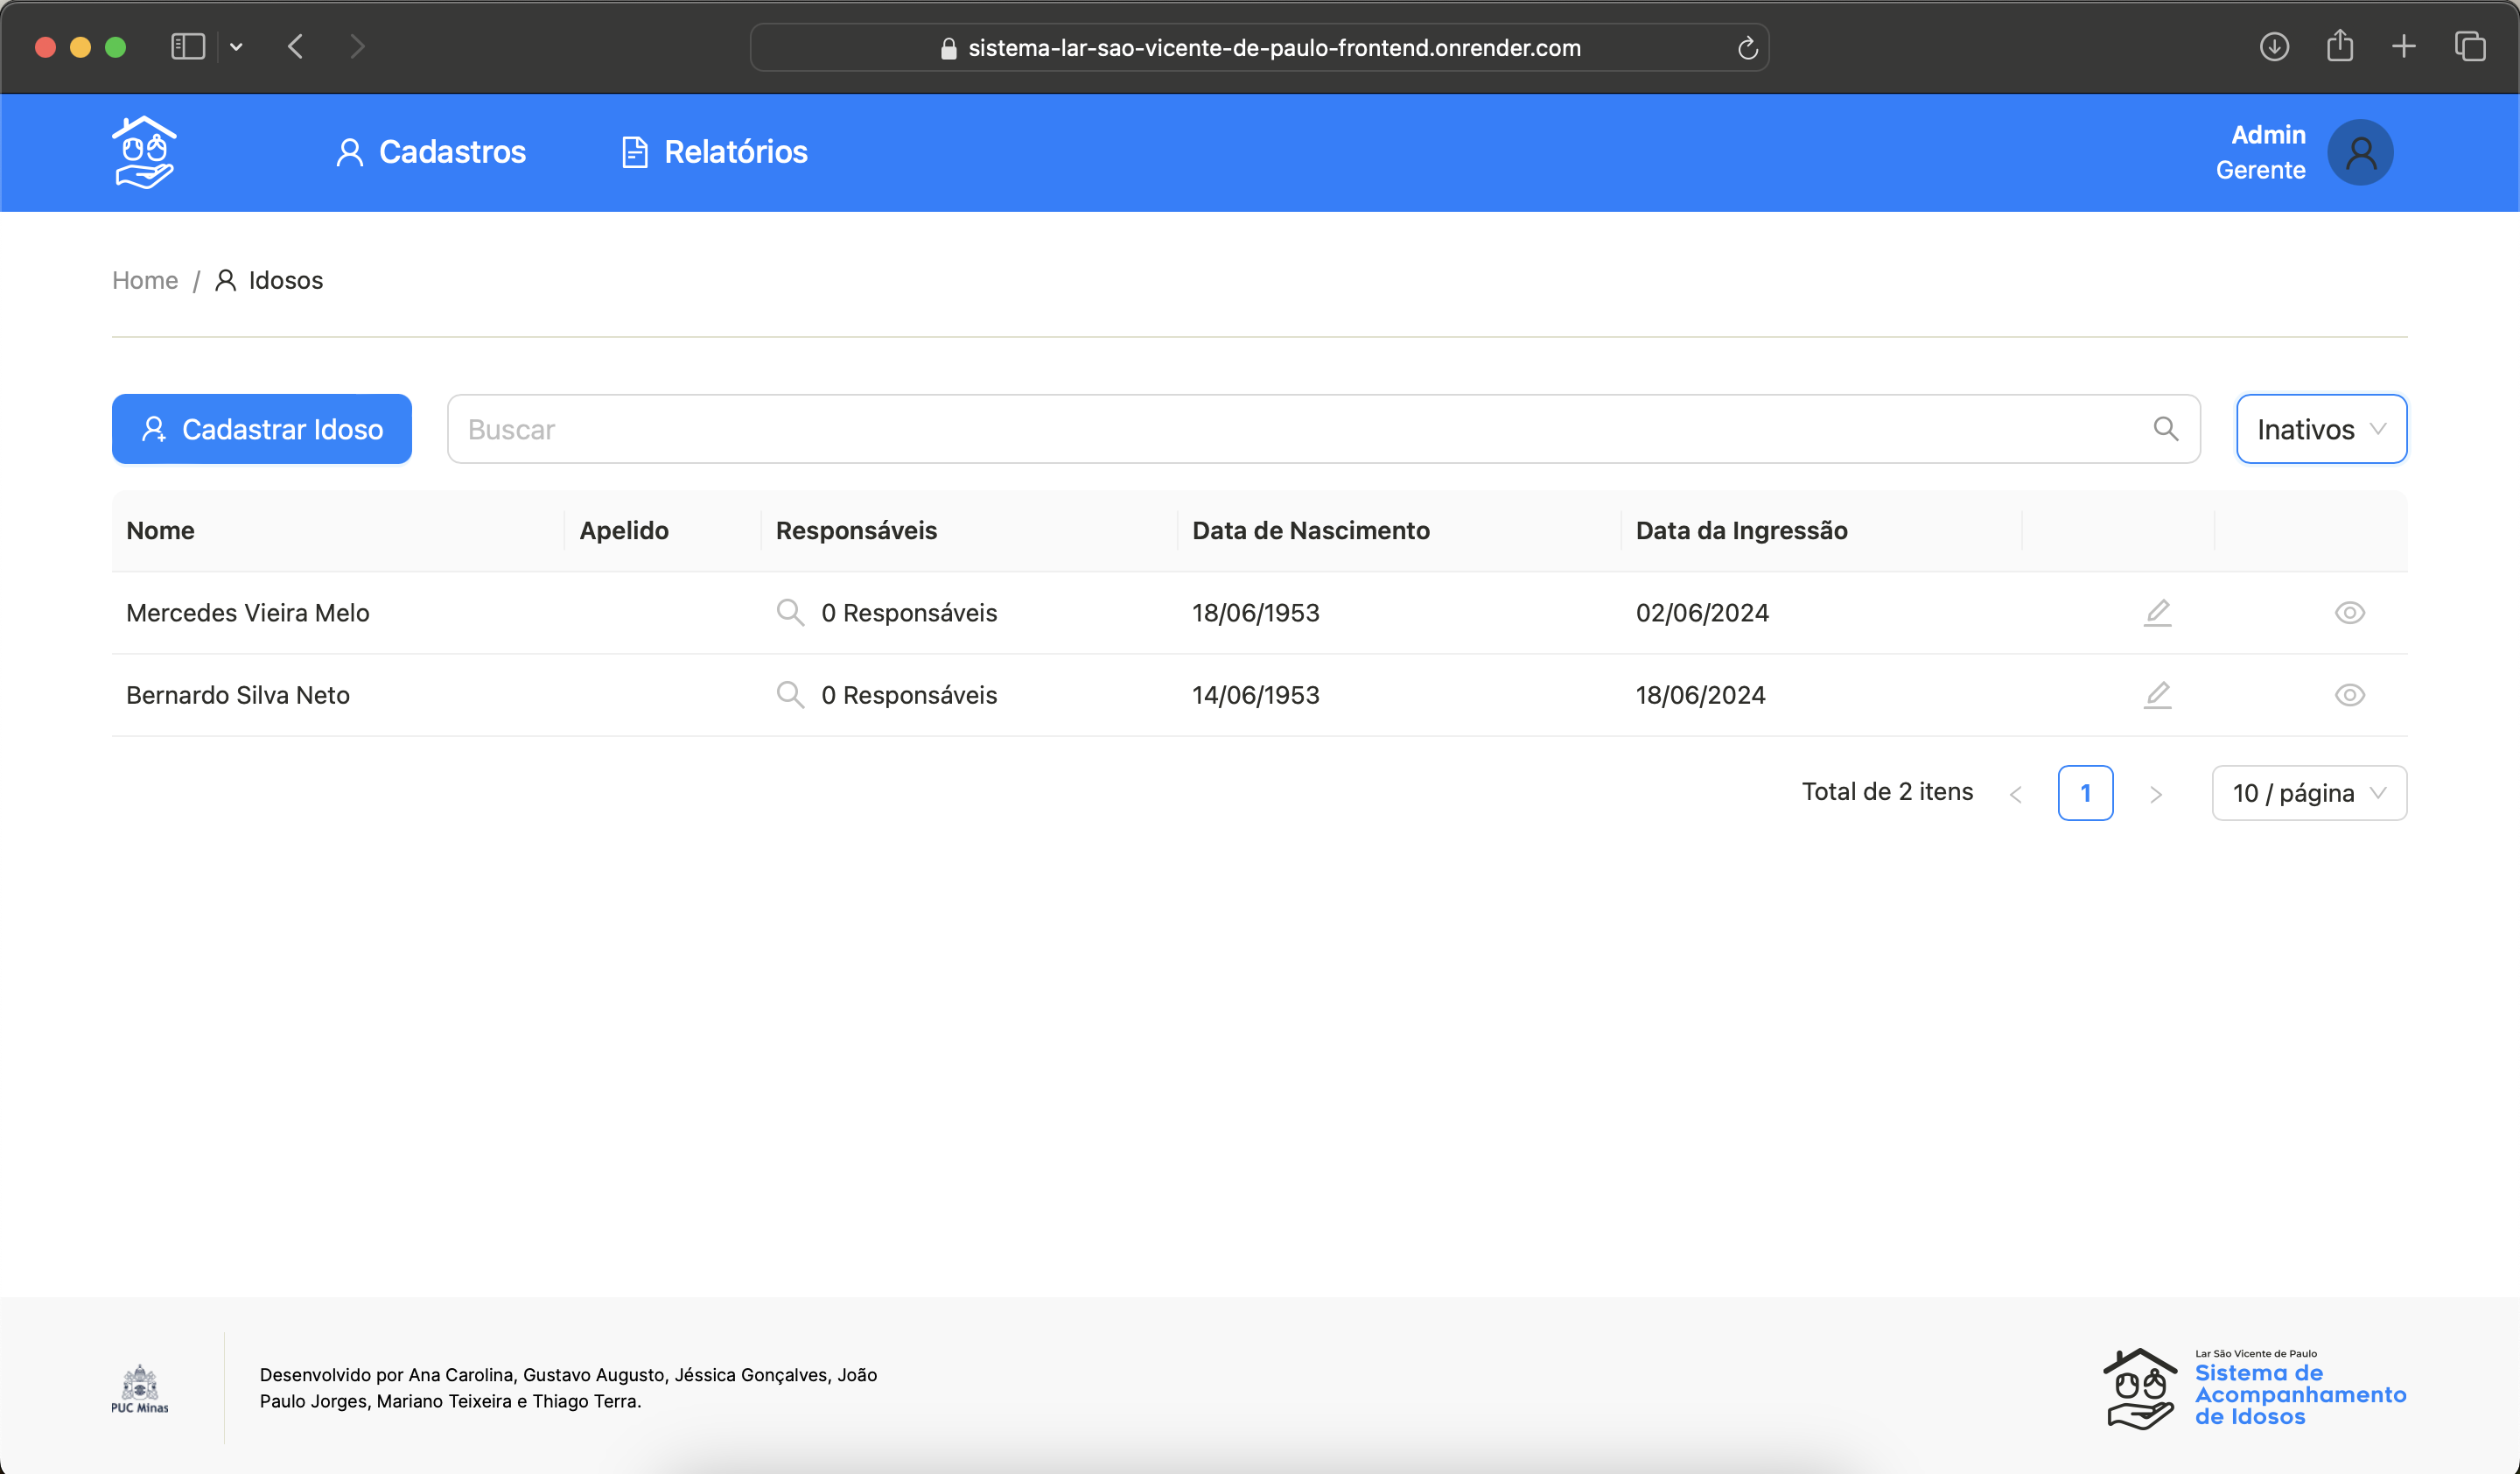 sistema-lar-sao-vicente-de-paulo-frontend.onrender.com
Cadastros
Relatórios
Admin
Gerente
Home / Idosos
Cadastrar Idoso
Buscar
Inativos
Nome Apelido Responsáveis Data de Nascimento Data da Ingressão
Mercedes Vieira Melo 0 Responsáveis 18/06/1953 02/06/2024
Bernardo Silva Neto 0 Responsáveis 14/06/1953 18/06/2024
Total de 2 itens < 1 > 10 / página
PUC Minas
Desenvolvido por Ana Carolina, Gustavo Augusto, Jéssica Gonçalves, João
Paulo Jorges, Mariano Teixeira e Thiago Terra.
Lar São Vicente de Paulo
Sistema de
Acompanhamento
de Idosos